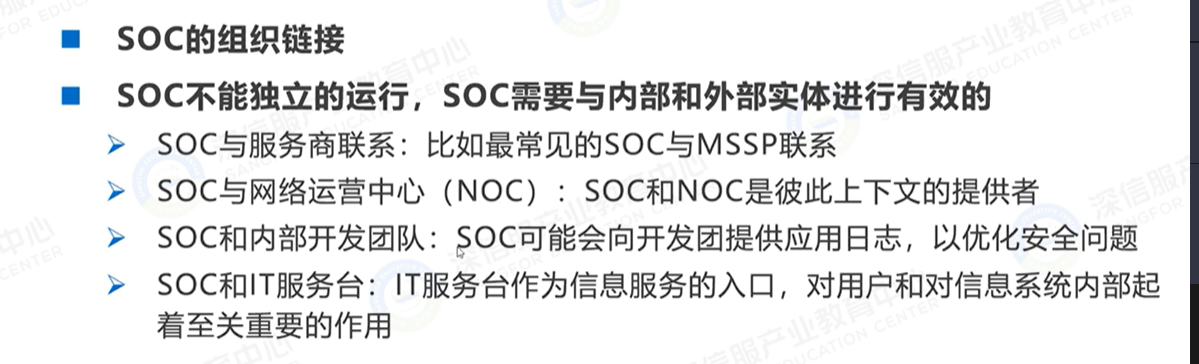 SOC的组织链接
SOC不能独立的运行，SOC需要与内部和外部实体进行有效的
SOC与服务商联系：比如最常见的SOC与MSSP联系
SOC与网络运营中心（NOC）：SOC和NOC是彼此上下文的提供者
SOC和内部开发团队：SOC可能会向开发团提供应用日志，以优化安全问题
SOC和IT服务台：IT服务台作为信息服务的入口，对用户和对信息系统内部起
着至关重要的作用
深信服产业教育中心
SANGFOR EDUCATION CENTER